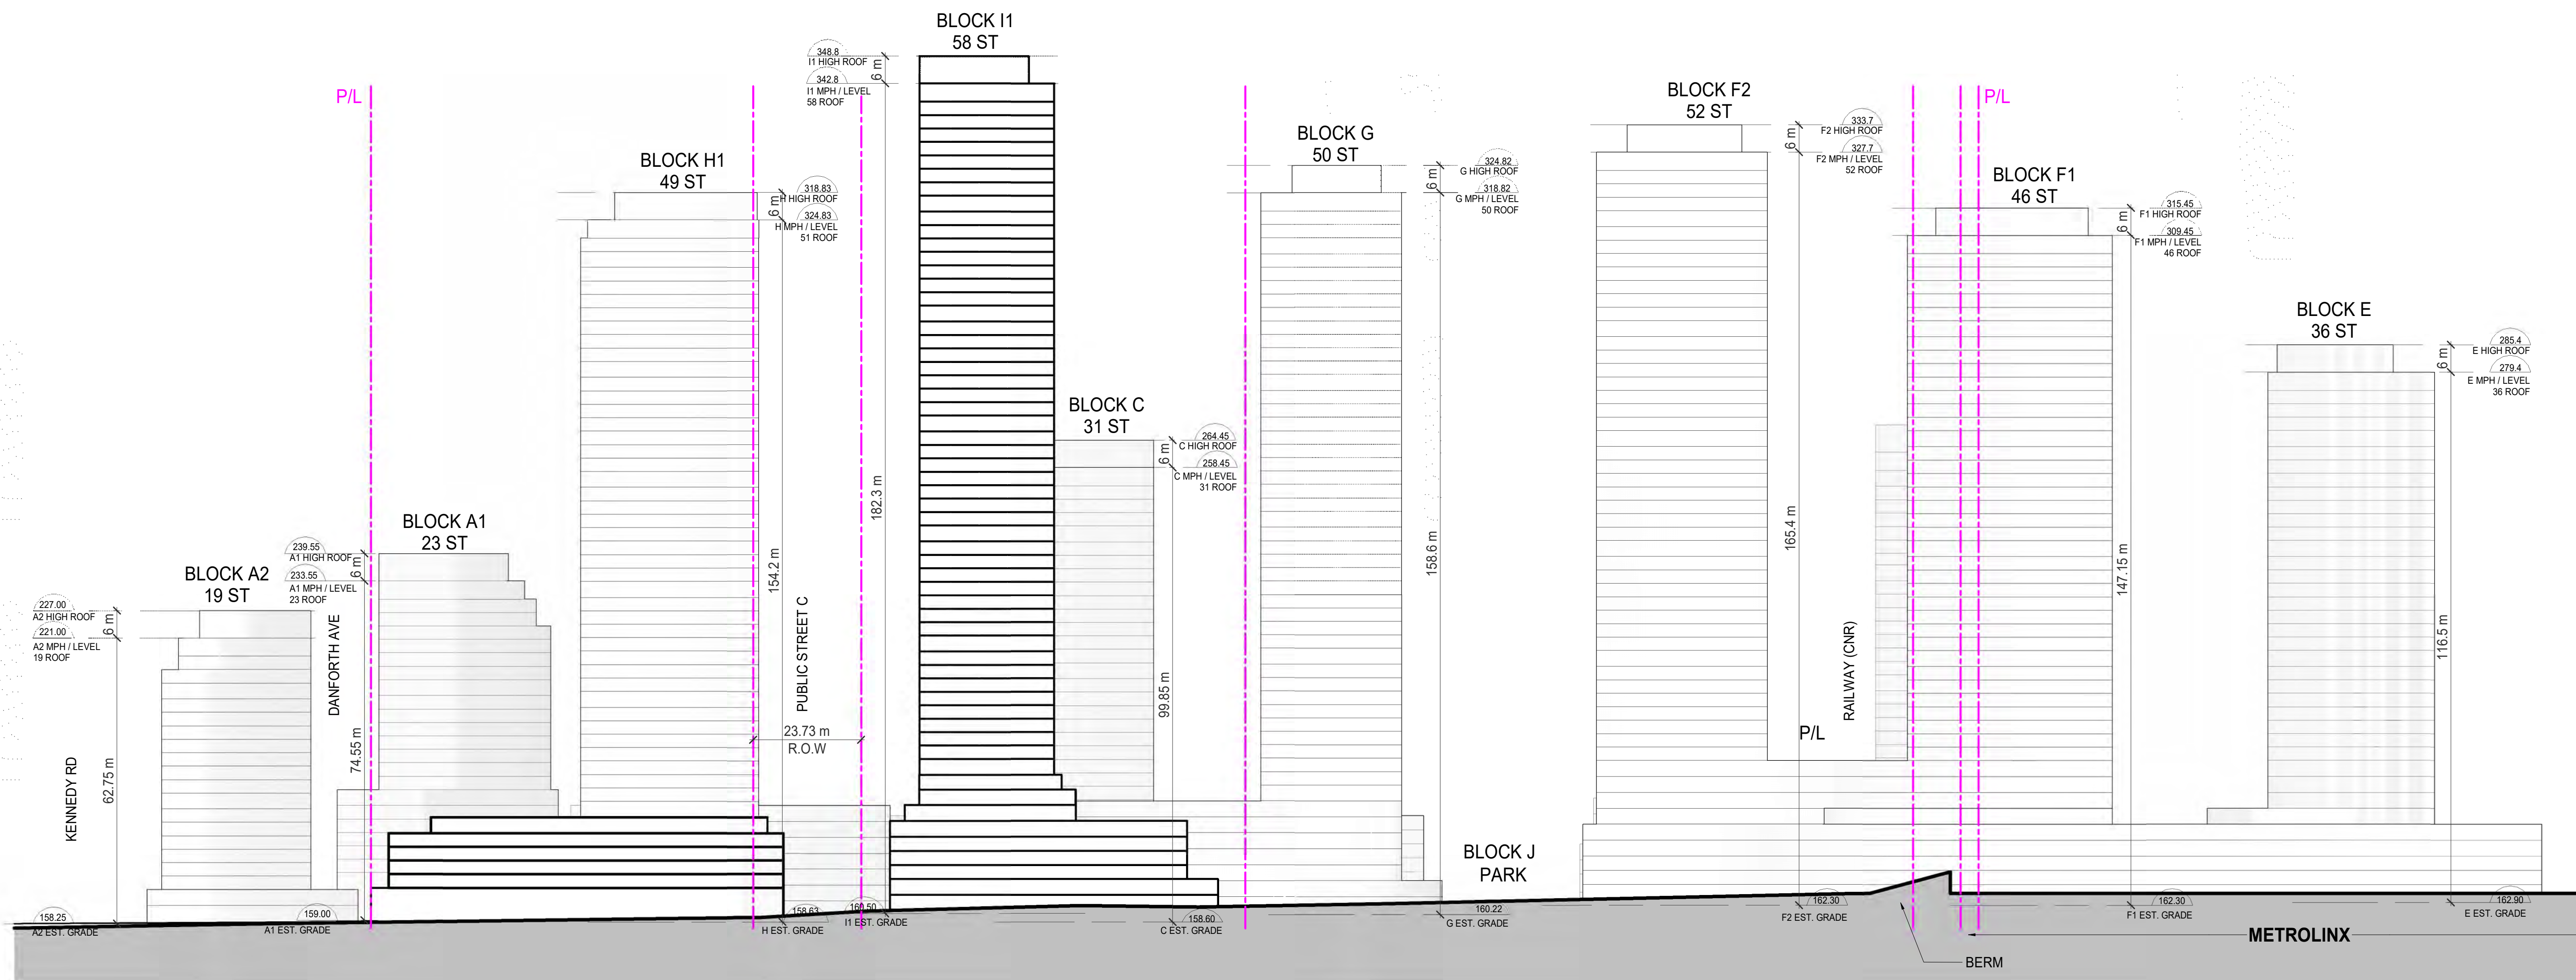 BLOCK I1
58 ST
348.8
I1 HIGH ROOF
6 m
342.8
I1 MPH / LEVEL
58 ROOF
182.3 m
P/L
BLOCK H1
49 ST
318.83
H HIGH ROOF
6 m
324.83
H MPH / LEVEL
51 ROOF
154.2 m
BLOCK G
50 ST
324.82
G HIGH ROOF
6 m
318.82
G MPH / LEVEL
50 ROOF
158.6 m
BLOCK F2
52 ST
333.7
F2 HIGH ROOF
6 m
327.7
F2 MPH / LEVEL
52 ROOF
165.4 m
P/L
BLOCK F1
46 ST
315.45
F1 HIGH ROOF
6 m
309.45
F1 MPH / LEVEL
46 ROOF
147.15 m
BLOCK E
36 ST
285.4
E HIGH ROOF
6 m
279.4
E MPH / LEVEL
36 ROOF
116.5 m
BLOCK C
31 ST
264.45
C HIGH ROOF
6 m
258.45
C MPH / LEVEL
31 ROOF
99.85 m
BLOCK A1
23 ST
239.55
A1 HIGH ROOF
6 m
233.55
A1 MPH / LEVEL
23 ROOF
74.55 m
BLOCK A2
19 ST
227.00
A2 HIGH ROOF
6 m
221.00
A2 MPH / LEVEL
19 ROOF
62.75 m
KENNEDY RD
DANFORTH AVE
PUBLIC STREET C
23.73 m
R.O.W
RAILWAY (CNR)
P/L
BLOCK J
PARK
158.25
A2 EST. GRADE
159.00
A1 EST. GRADE
158.63
H EST. GRADE
160.50
I1 EST. GRADE
158.60
C EST. GRADE
160.22
G EST. GRADE
162.30
F2 EST. GRADE
162.30
F1 EST. GRADE
162.90
E EST. GRADE
METROLINX
BERM